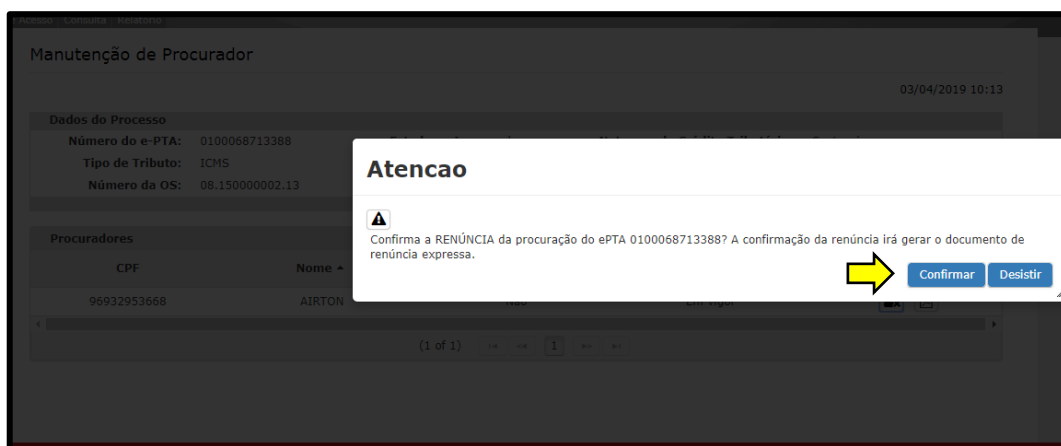 Acesso Consulta Relatório
Manutenção de Procurador
03/04/2019 10:13
Dados do Processo
Número do e-PTA: 0100068713388
Tipo de Tributo: ICMS
Número da OS: 08.150000002.13
Atencao
Confirma a RENÚNCIA da procuração do ePTA 0100068713388? A confirmação da renúncia irá gerar o documento de
renúncia expressa.
Confirmar Desistir
Procuradores
CPF Nome
96932953668 AIRTON
(1 of 1) 1